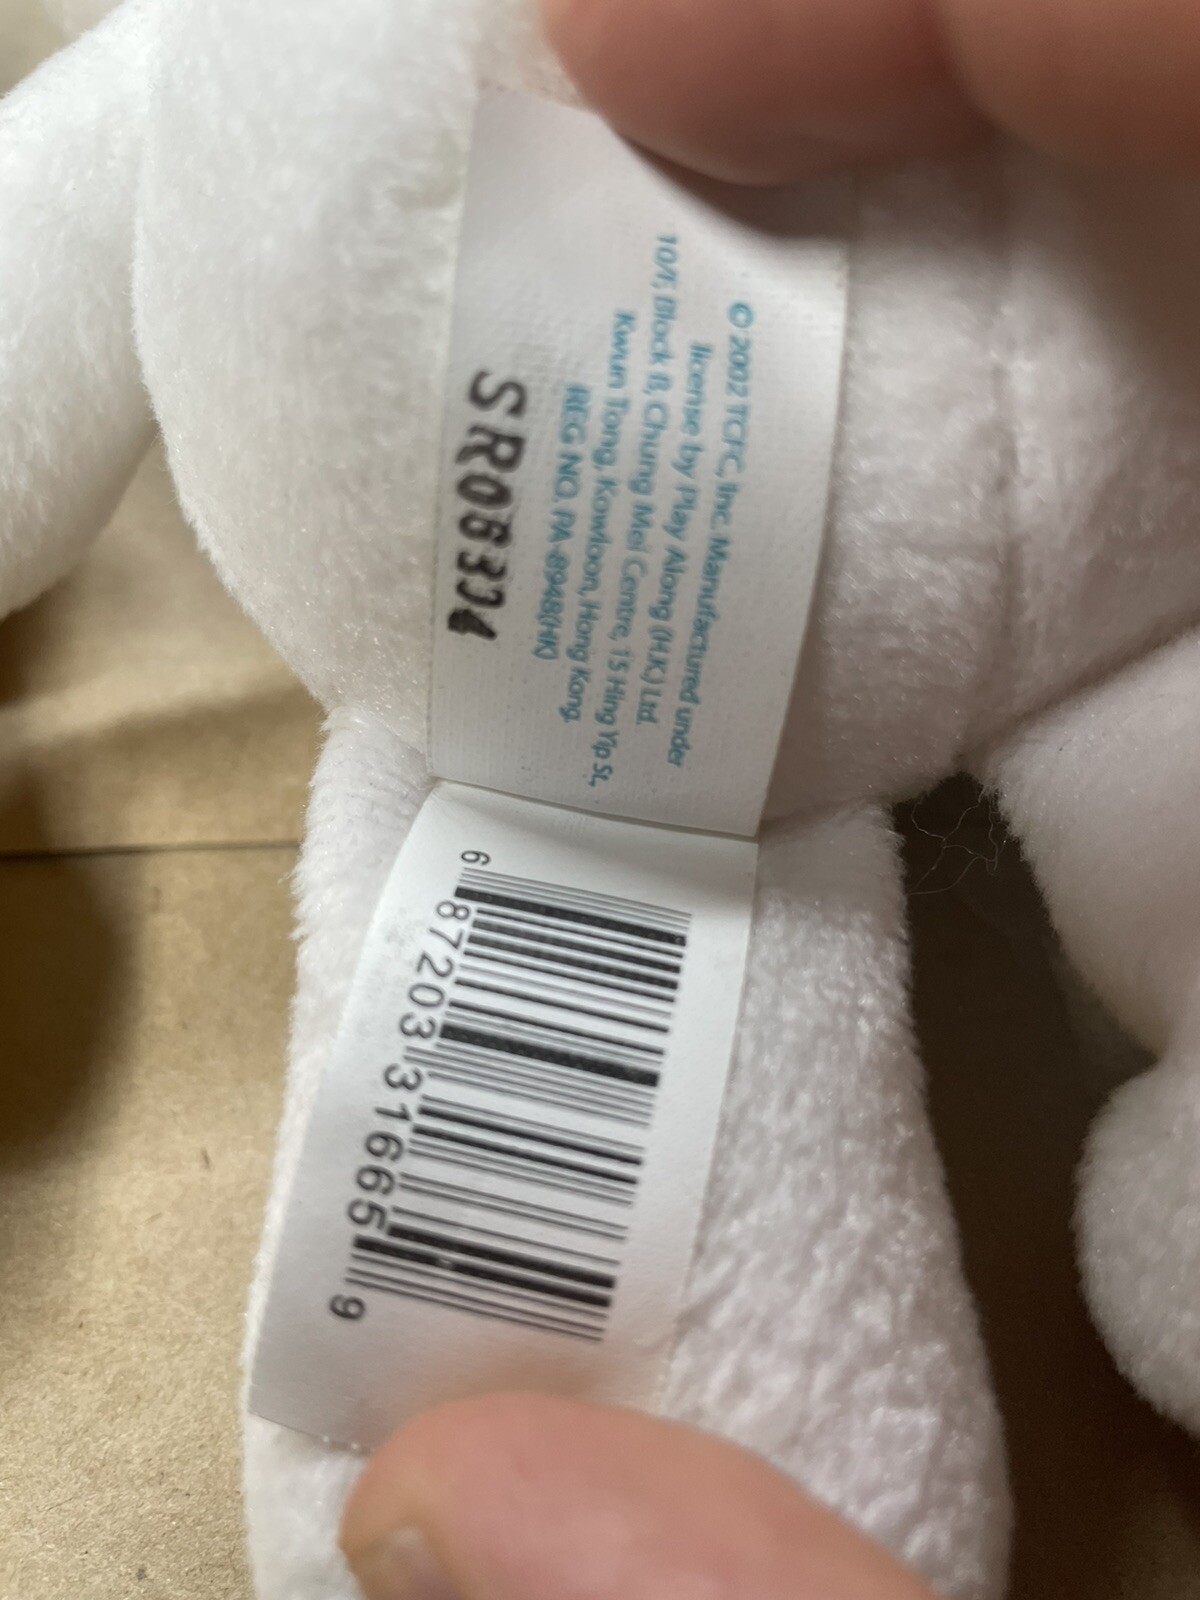 © 2002 TCFC, Inc. Manufactured under
license by Play Along (H.K.) Ltd.
10/F, Block B, Chung Mei Centre, 15 Hing Yip St.,
Kwun Tong, Kowloon, Hong Kong.
REG NO. PA-8948(HK)
SR06304
6 87203 31665 9